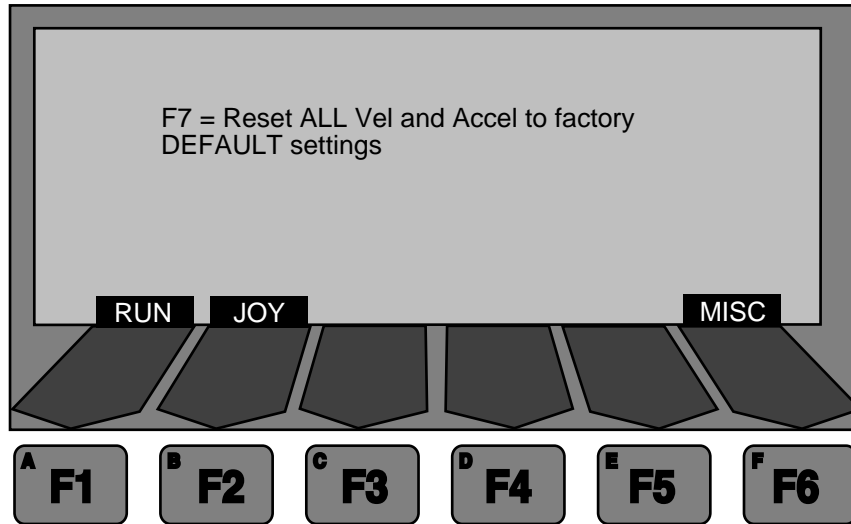 F7 = Reset ALL Vel and Accel to factory
DEFAULT settings
RUN JOY MISC
A B C D E F
F1 F2 F3 F4 F5 F6